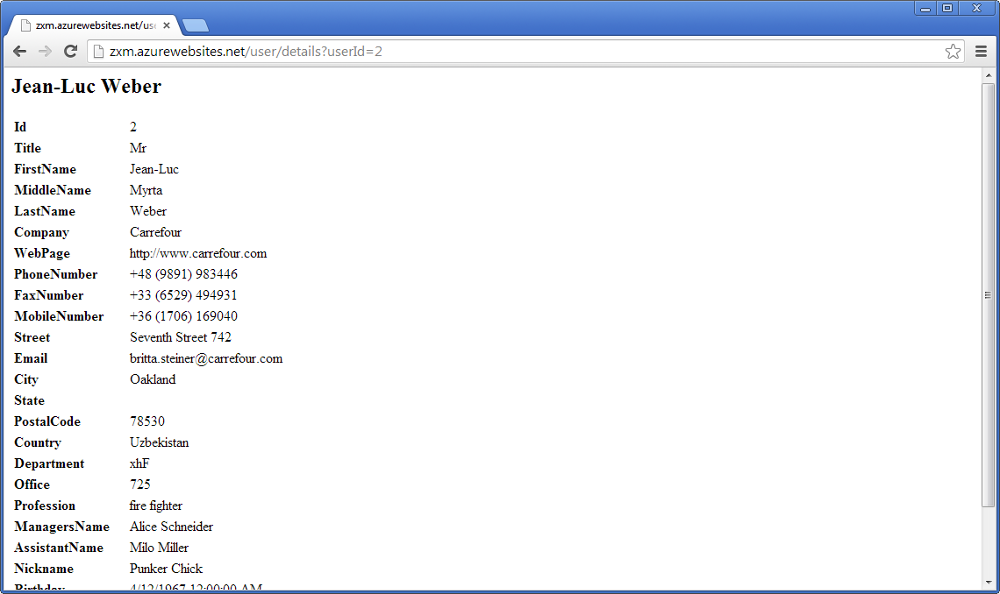 zxm.azurewebsites.net/use
zxm.azurewebsites.net/user/details?userId=2
Jean-Luc Weber
Id 2
Title Mr
FirstName Jean-Luc
MiddleName Myrta
LastName Weber
Company Carrefour
WebPage http://www.carrefour.com
PhoneNumber +48 (9891) 983446
FaxNumber +33 (6529) 494931
MobileNumber +36 (1706) 169040
Street Seventh Street 742
Email britta.steiner@carrefour.com
City Oakland
State
PostalCode 78530
Country Uzbekistan
Department xhF
Office 725
Profession fire fighter
ManagersName Alice Schneider
AssistantName Milo Miller
Nickname Punker Chick
Birthday 4/12/1967 12:00:00 AM